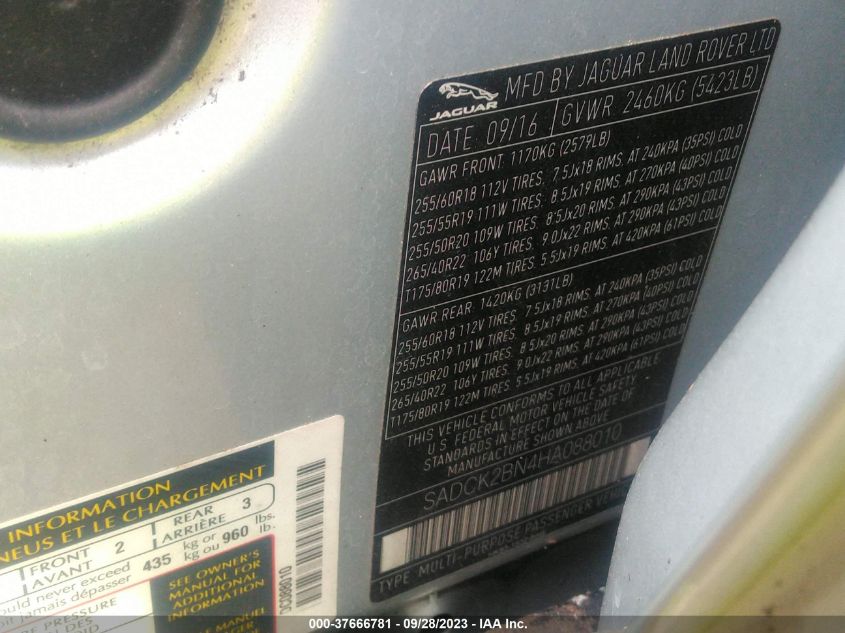 JAGUAR
MFD BY JAGUAR LAND ROVER LTD
DATE: 09/16 GVWR: 2460KG (5423LB)
GAWR FRONT: 1170KG (2579LB)
255/60R18 112V TIRES. 7.5Jx18 RIMS. AT 240KPA (35PSI) COLD
255/55R19 111W TIRES. 8.5Jx19 RIMS. AT 270KPA (40PSI) COLD
255/50R20 109W TIRES. 8.5Jx20 RIMS. AT 290KPA (43PSI) COLD
265/40R22 106Y TIRES. 9.0Jx22 RIMS. AT 290KPA (43PSI) COLD
T175/80R19 122M TIRES. 5.5Jx19 RIMS. AT 420KPA (61PSI) COLD
GAWR REAR: 1420KG (3131LB)
255/60R18 112V TIRES. 7.5Jx18 RIMS. AT 240KPA (35PSI) COLD
255/55R19 111W TIRES. 8.5Jx19 RIMS. AT 270KPA (40PSI) COLD
255/50R20 109W TIRES. 8.5Jx20 RIMS. AT 290KPA (43PSI) COLD
265/40R22 106Y TIRES. 9.0Jx22 RIMS. AT 290KPA (43PSI) COLD
T175/80R19 122M TIRES. 5.5Jx19 RIMS. AT 420KPA (61PSI) COLD
THIS VEHICLE CONFORMS TO ALL APPLICABLE
U.S. FEDERAL MOTOR VEHICLE SAFETY
STANDARDS IN EFFECT ON THE DATE OF
MANUFACTURE SHOWN ABOVE
SADCK2BN4HA088010
TYPE: MULTI-PURPOSE PASSENGER
INFORMATION
NEUS ET LE CHARGEMENT
FRONT 2 REAR 3
AVANT ARRIÈRE
never exceed 435 kg or 960 lbs.
jamais dépasser kg ou lb.
PRESSURE
SEE OWNER'S
MANUAL FOR
ADDITIONAL
INFORMATION
000-37666781 - 09/28/2023 - IAA Inc.